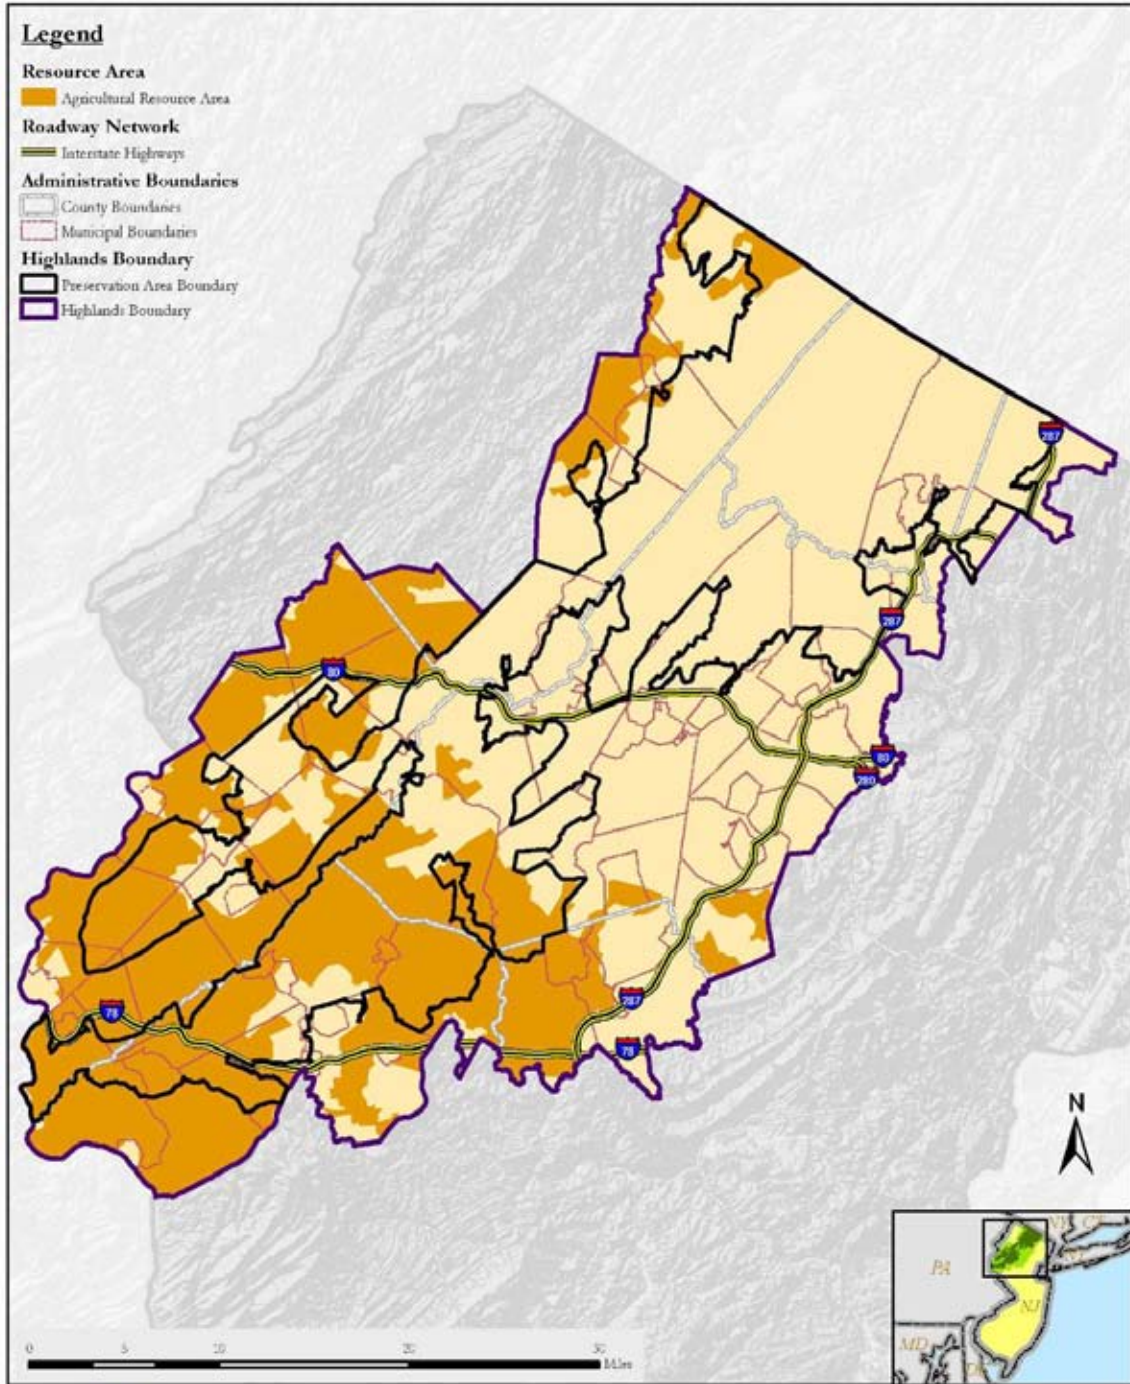 Legend
Resource Area
Agricultural Resource Area
Roadway Network
Interstate Highways
Administrative Boundaries
County Boundaries
Municipal Boundaries
Highlands Boundary
Preservation Area Boundary
Highlands Boundary
287
287
80
80
280
78
287
78
N
NY CT
PA
NJ
MD
0 5 10 20 30
Miles